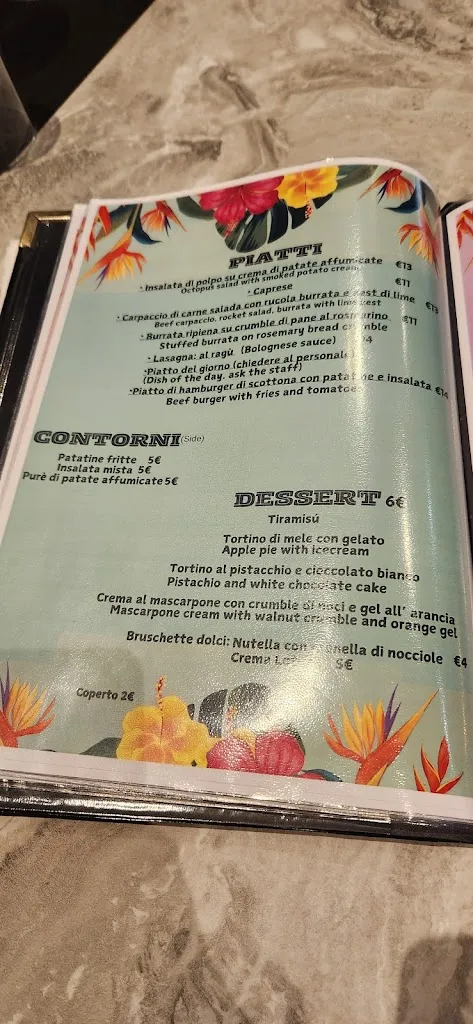 PIATTI
• Insalata di polpo su crema di patate affumicate €13
Octopus salad with smoked potato cream
• Caprese €11
• Carpaccio di carne salada con rucola burrata e zest di lime €13
Beef carpaccio, rocket salad, burrata with lime zest
• Burrata ripiena su crumble di pane al rosmarino €11
Stuffed burrata on rosemary bread crumble
• Lasagna: al ragù (Bolognese sauce)
•Piatto del giorno (chiedere al personale)
(Dish of the day, ask the staff)
•Piatto di hamburger di scottona con patatine e insalata €14
Beef burger with fries and tomatoes
CONTORNI (Side)
Patatine fritte 5€
Insalata mista 5€
Purè di patate affumicate 5€
DESSERT 6€
Tiramisú
Tortino di mele con gelato
Apple pie with icecream
Tortino al pistacchio e cioccolato bianco
Pistachio and white chocolate cake
Crema al mascarpone con crumble di noci e gel all' arancia
Mascarpone cream with walnut crumble and orange gel
Bruschette dolci: Nutella con di nocciole €4
Crema 5€
Coperto 2€